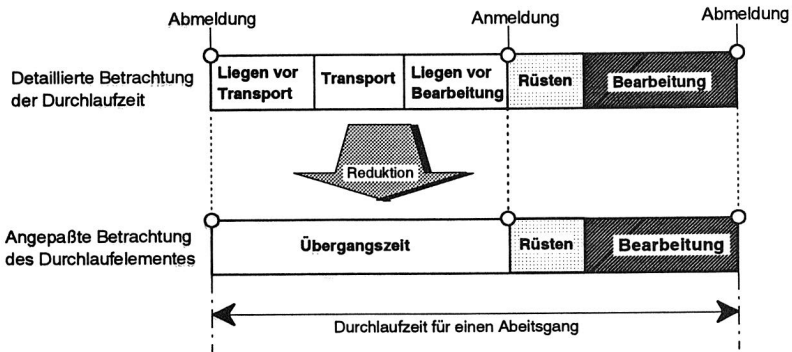 Abmeldung
Anmeldung
Abmeldung
Detaillierte Betrachtung
der Durchlaufzeit
Liegen vor
Transport
Transport
Liegen vor
Bearbeitung
Rüsten
Bearbeitung
Reduktion
Angepaßte Betrachtung
des Durchlaufelementes
Übergangszeit
Rüsten
Bearbeitung
Durchlaufzeit für einen Abeitsgang